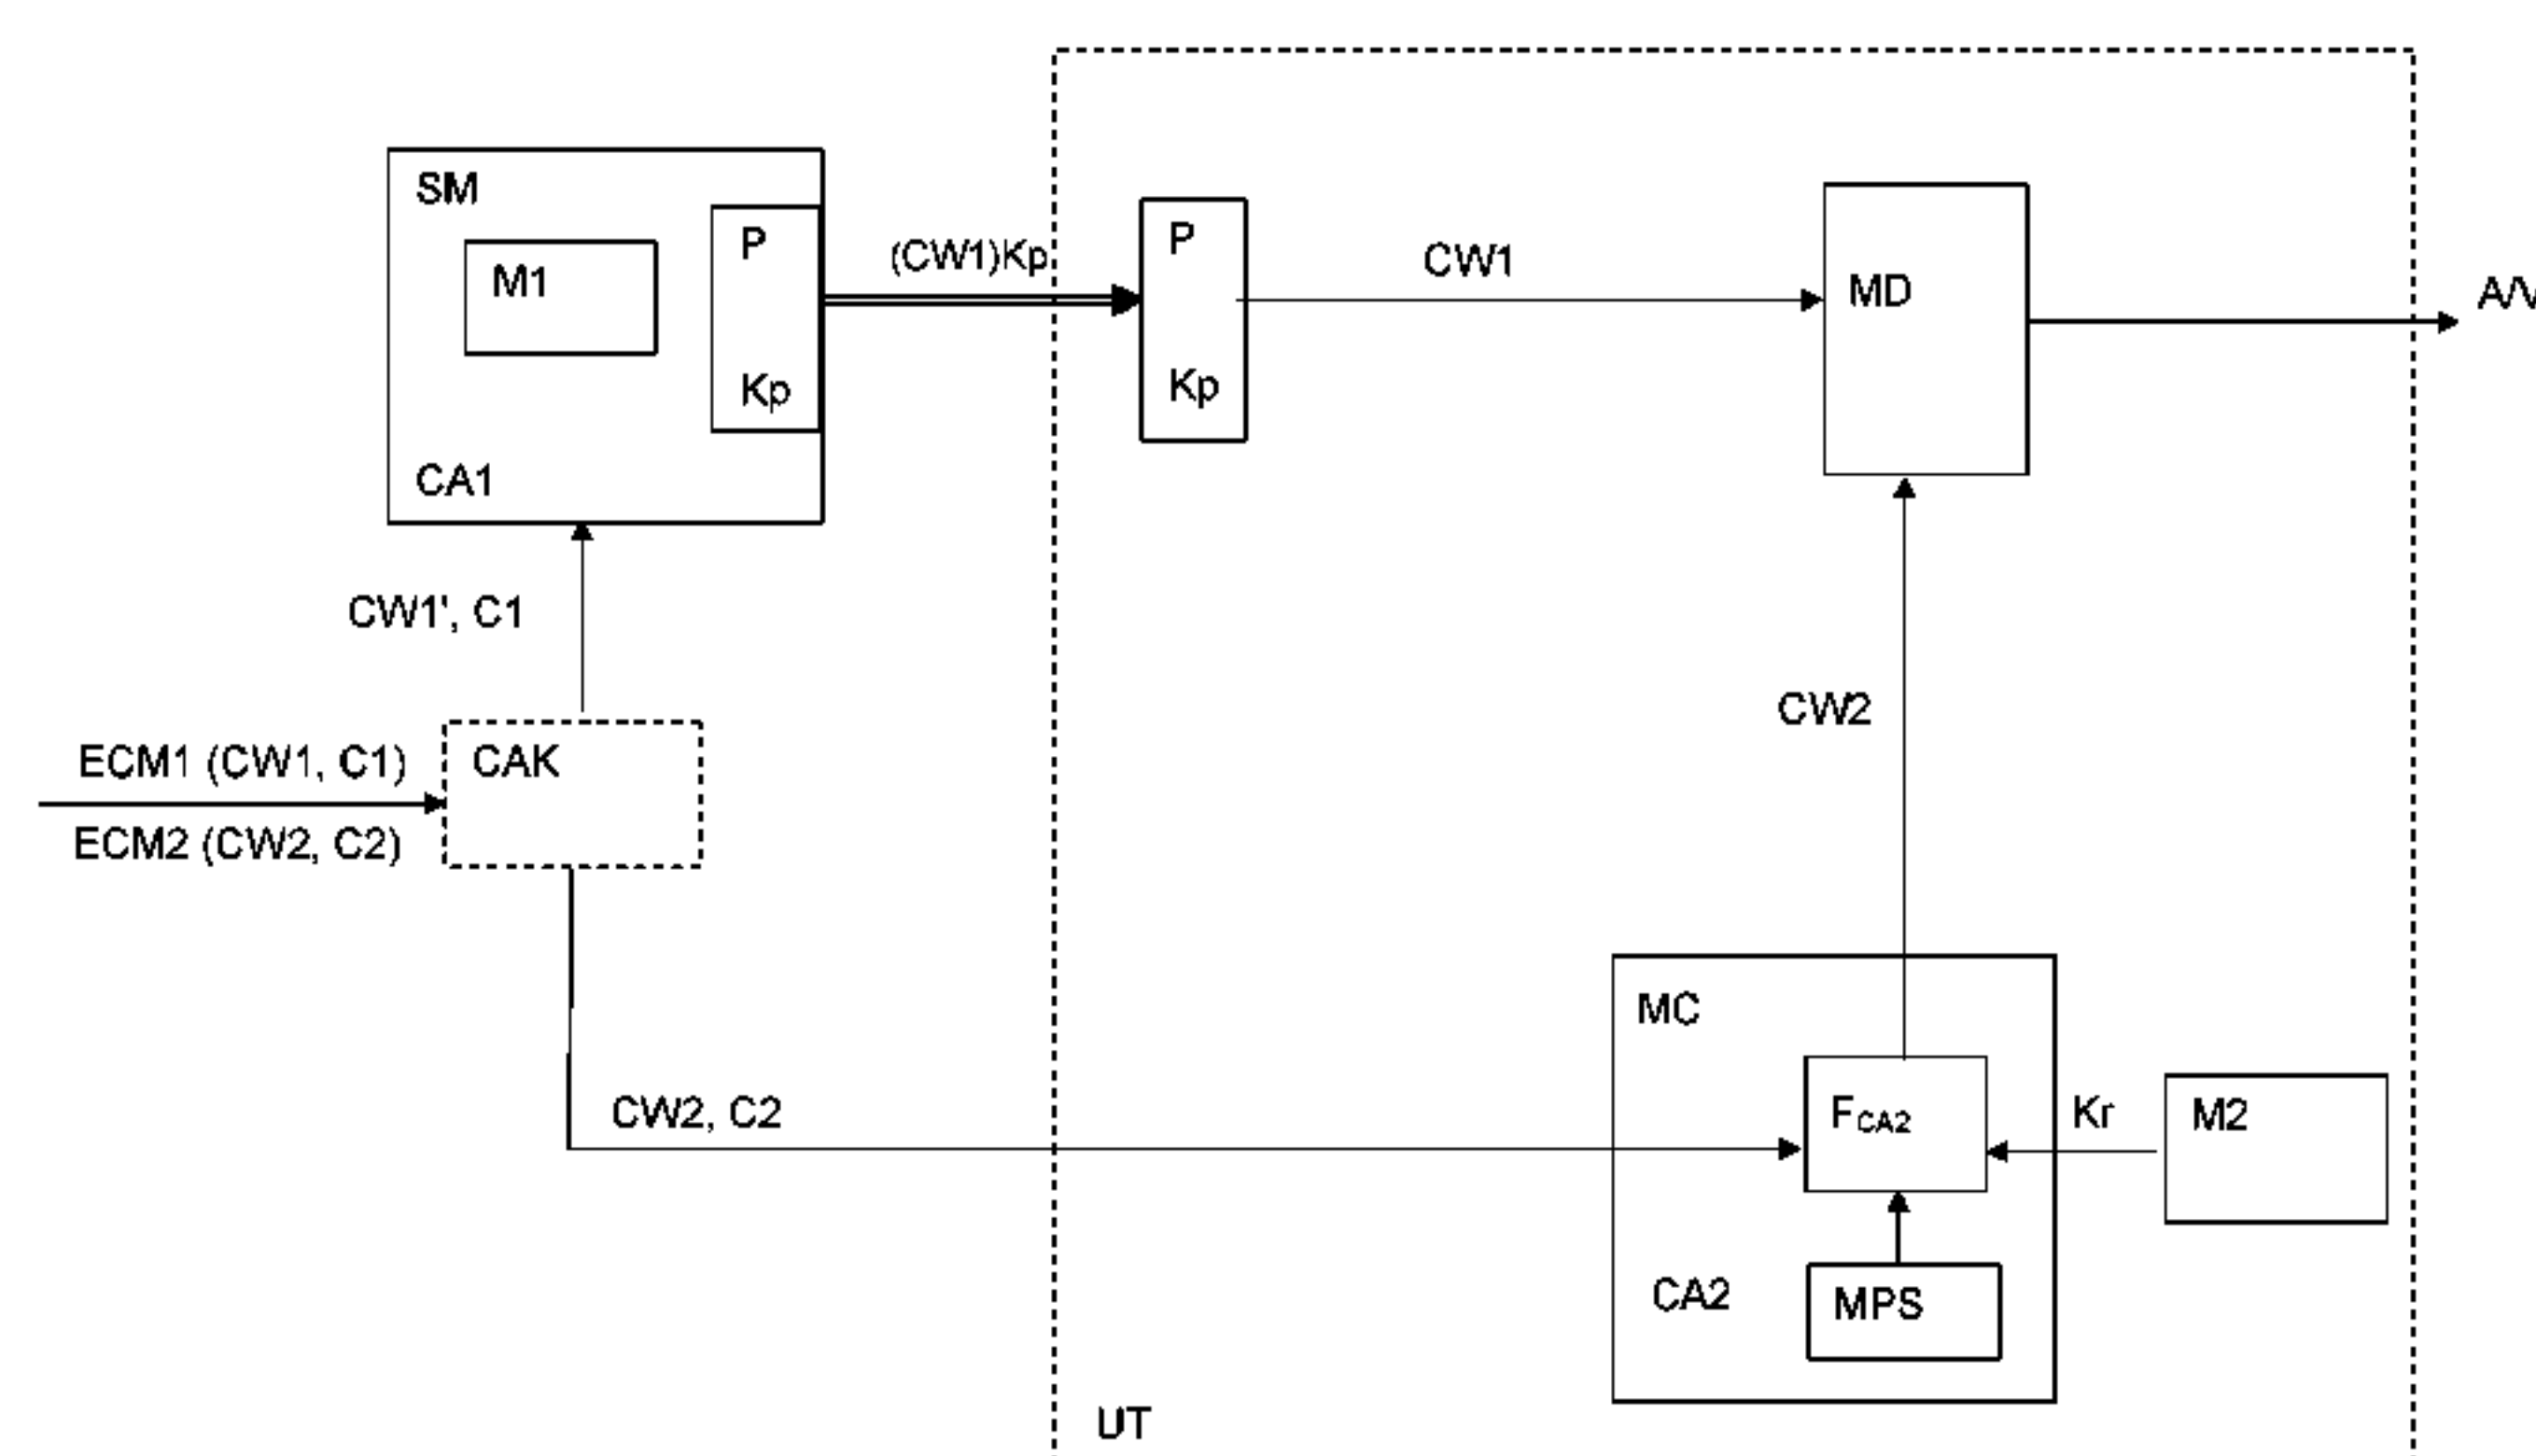 SM
M1
P
Kp
CA1
(CW1)Kp
P
Kp
CW1
MD
A/V
CW1', C1
CW2
ECM1 (CW1, C1)
CAK
ECM2 (CW2, C2)
MC
CW2, C2
FCA2
Kr
M2
CA2
MPS
UT